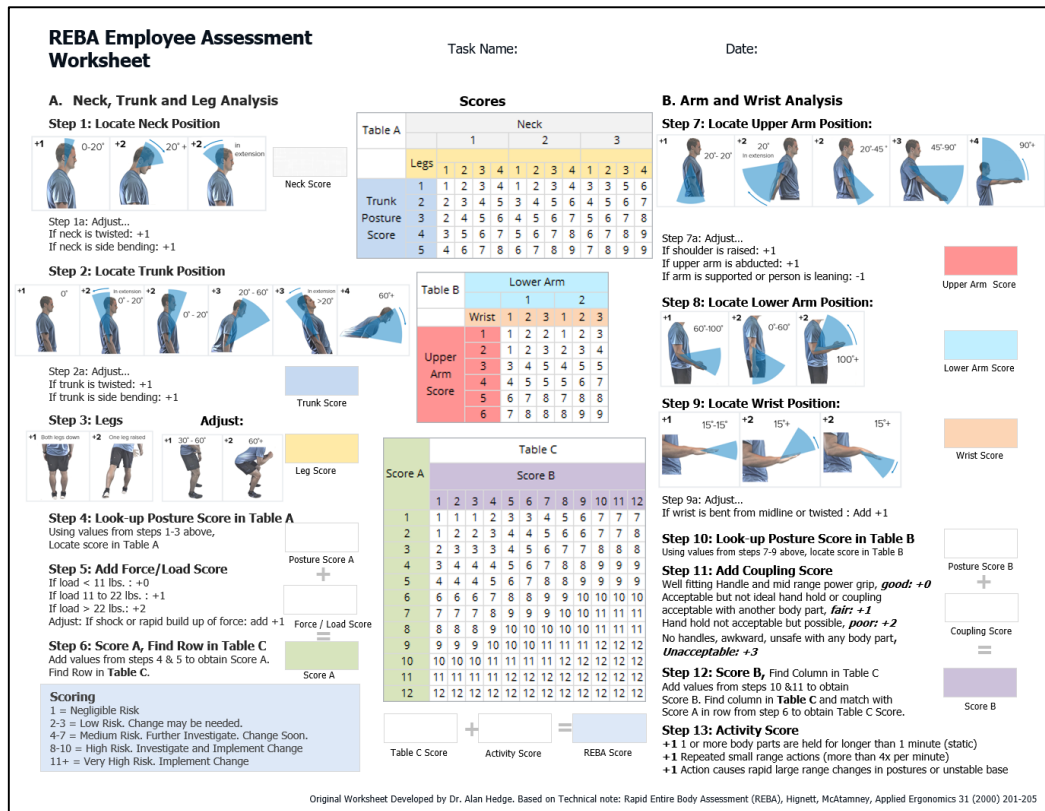 REBA Employee Assessment
Worksheet
Task Name:
Date:
A. Neck, Trunk and Leg Analysis
Step 1: Locate Neck Position
+1 0-20˚ +2 20˚+ +2 in extension
Neck Score
Step 1a: Adjust...
If neck is twisted: +1
If neck is side bending: +1
Step 2: Locate Trunk Position
+1 0˚ +2 In extension 0˚- 20˚ +2 0˚ - 20˚ +3 20˚- 60˚ +3 In extension >20˚ +4 60˚+
Step 2a: Adjust...
If trunk is twisted: +1
If trunk is side bending: +1
Trunk Score
Step 3: Legs
Adjust:
+1 Both legs down +2 One leg raised +1 30˚- 60˚ +2 60˚+
Leg Score
Step 4: Look-up Posture Score in Table A
Using values from steps 1-3 above,
Locate score in Table A
Posture Score A
+
Step 5: Add Force/Load Score
If load < 11 lbs. : +0
If load 11 to 22 lbs. : +1
If load > 22 lbs.: +2
Adjust: If shock or rapid build up of force: add +1
Force / Load Score
=
Step 6: Score A, Find Row in Table C
Add values from steps 4 & 5 to obtain Score A.
Find Row in Table C.
Score A
Scoring
1 = Negligible Risk
2-3 = Low Risk. Change may be needed.
4-7 = Medium Risk. Further Investigate. Change Soon.
8-10 = High Risk. Investigate and Implement Change
11+ = Very High Risk. Implement Change
Scores
Table A
Neck
1 2 3
Legs 1 2 3 4 1 2 3 4 1 2 3 4
Trunk Posture Score
1 1 2 3 4 1 2 3 4 3 3 5 6
2 2 3 4 5 3 4 5 6 4 5 6 7
3 2 4 5 6 4 5 6 7 5 6 7 8
4 3 5 6 7 5 6 7 8 6 7 8 9
5 4 6 7 8 6 7 8 9 7 8 9 9
Table B
Lower Arm
1 2
Wrist 1 2 3 1 2 3
Upper Arm Score
1 1 2 2 1 2 3
2 1 2 3 2 3 4
3 3 4 5 4 5 5
4 4 5 5 5 6 7
5 6 7 8 7 8 8
6 7 8 8 8 9 9
Score A
Table C
Score B
1 2 3 4 5 6 7 8 9 10 11 12
1 1 1 1 2 3 3 4 5 6 7 7 7
2 1 2 2 3 4 4 5 6 6 7 7 8
3 2 3 3 3 4 5 6 7 7 8 8 8
4 3 4 4 4 5 6 7 8 8 9 9 9
5 4 4 4 5 6 7 8 8 9 9 9 9
6 6 6 6 7 8 8 9 9 10 10 10 10
7 7 7 7 8 9 9 9 10 10 11 11 11
8 8 8 8 9 10 10 10 10 10 11 11 11
9 9 9 9 10 10 10 11 11 11 12 12 12
10 10 10 10 11 11 11 11 12 12 12 12 12
11 11 11 11 11 12 12 12 12 12 12 12 12
12 12 12 12 12 12 12 12 12 12 12 12 12
+
=
Table C Score
Activity Score
REBA Score
B. Arm and Wrist Analysis
Step 7: Locate Upper Arm Position:
+1 20˚- 20˚ +2 20˚ In extension +2 20˚-45˚ +3 45˚-90˚ +4 90˚+
Step 7a: Adjust...
If shoulder is raised: +1
If upper arm is abducted: +1
If arm is supported or person is leaning: -1
Upper Arm Score
Step 8: Locate Lower Arm Position:
+1 60˚-100˚ +2 0˚-60˚ +2 100˚+
Lower Arm Score
Step 9: Locate Wrist Position:
+1 15˚-15˚ +2 15˚+ +2 15˚+
Wrist Score
Step 9a: Adjust...
If wrist is bent from midline or twisted : Add +1
Step 10: Look-up Posture Score in Table B
Using values from steps 7-9 above, locate score in Table B
Posture Score B
+
Step 11: Add Coupling Score
Well fitting Handle and mid range power grip, good: +0
Acceptable but not ideal hand hold or coupling
acceptable with another body part, fair: +1
Hand hold not acceptable but possible, poor: +2
No handles, awkward, unsafe with any body part,
Unacceptable: +3
Coupling Score
=
Step 12: Score B, Find Column in Table C
Add values from steps 10 &11 to obtain
Score B. Find column in Table C and match with
Score A in row from step 6 to obtain Table C Score.
Score B
Step 13: Activity Score
+1 1 or more body parts are held for longer than 1 minute (static)
+1 Repeated small range actions (more than 4x per minute)
+1 Action causes rapid large range changes in postures or unstable base
Original Worksheet Developed by Dr. Alan Hedge. Based on Technical note: Rapid Entire Body Assessment (REBA), Hignett, McAtamney, Applied Ergonomics 31 (2000) 201-205